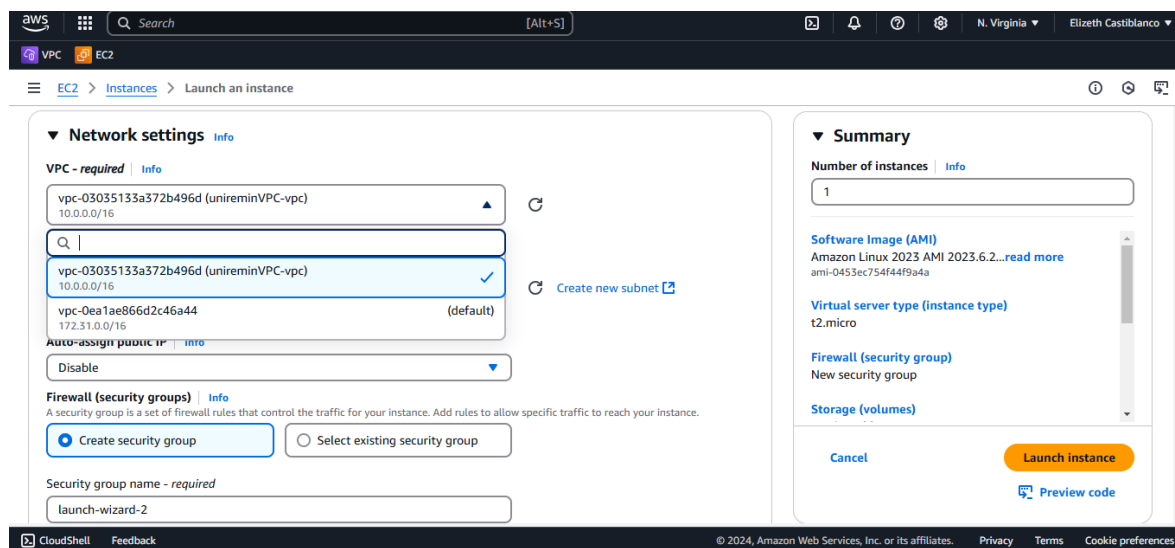 aws
Search [Alt+S]
N. Virginia ▼ Elizeth Castiblanco ▼
VPC EC2
EC2 > Instances > Launch an instance
▼ Network settings Info
VPC - required Info
vpc-03035133a372b496d (unireminVPC-vpc)
10.0.0.0/16
vpc-03035133a372b496d (unireminVPC-vpc)
10.0.0.0/16
Create new subnet
vpc-0ea1ae866d2c46a44 (default)
172.31.0.0/16
Auto-assign public IP Info
Disable
Firewall (security groups) Info
A security group is a set of firewall rules that control the traffic for your instance. Add rules to allow specific traffic to reach your instance.
Create security group
Select existing security group
Security group name - required
launch-wizard-2
▼ Summary
Number of instances Info
1
Software Image (AMI)
Amazon Linux 2023 AMI 2023.6.2...read more
ami-0453ec754f44f9a4a
Virtual server type (instance type)
t2.micro
Firewall (security group)
New security group
Storage (volumes)
Cancel
Launch instance
Preview code
CloudShell Feedback
© 2024, Amazon Web Services, Inc. or its affiliates. Privacy Terms Cookie preferences